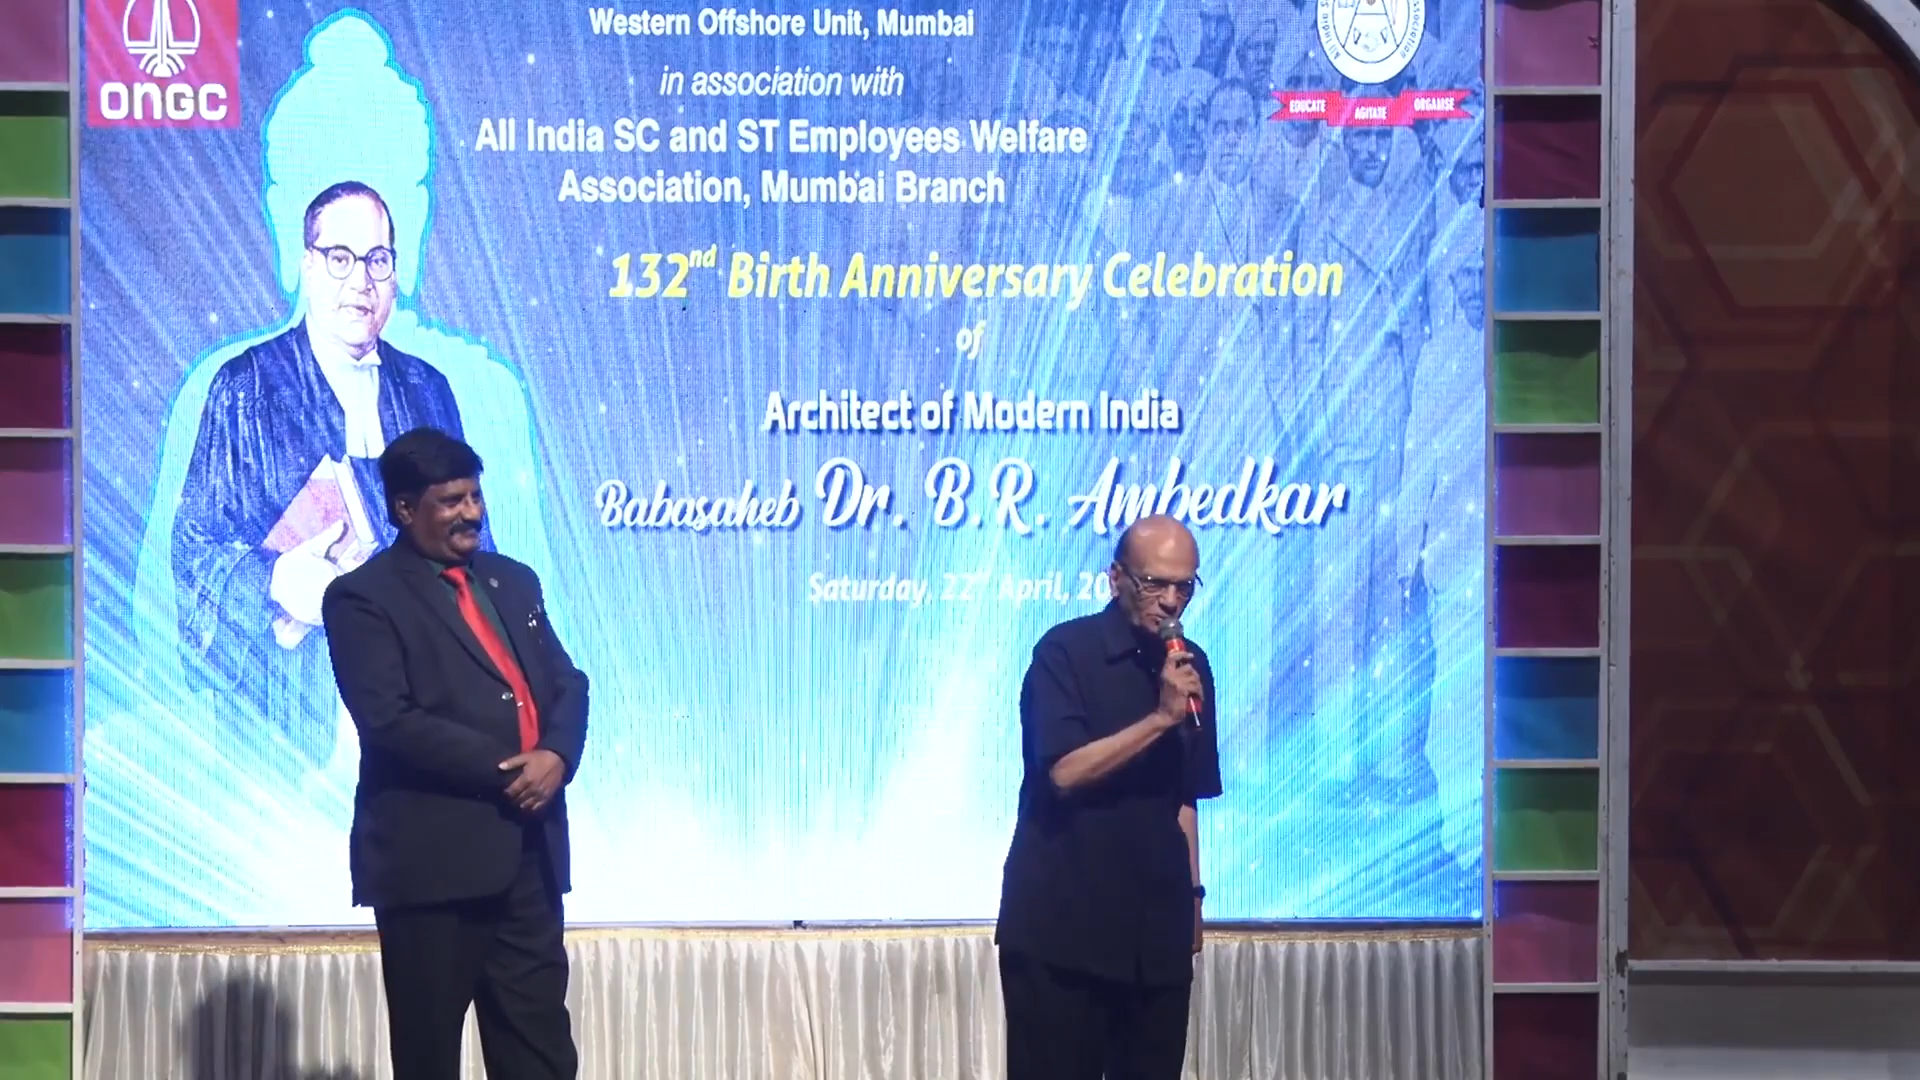 ONGC
Western Offshore Unit, Mumbai
in association with
All India SC and ST Employees Welfare
Association, Mumbai Branch
EDUCATE AGITATE ORGANISE
132nd Birth Anniversary Celebration
of
Architect of Modern India
Babasaheb Dr. B.R. Ambedkar
Saturday, 22nd April, 20